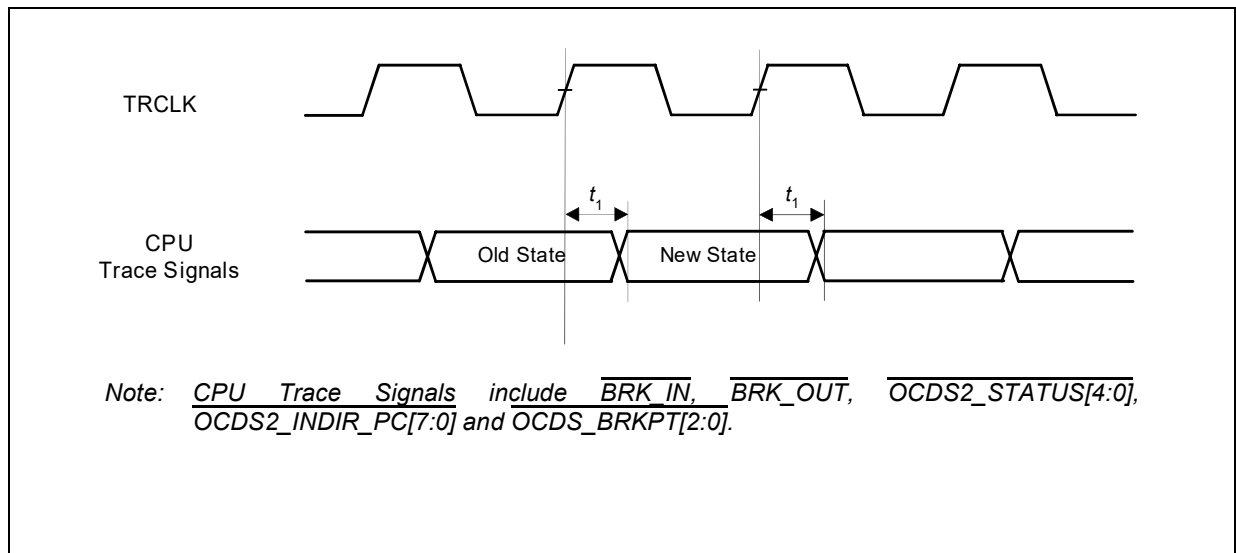 TRCLK
t1
t1
CPU
Trace Signals
Old State
New State
Note: CPU Trace Signals include BRK_IN, BRK_OUT, OCDS2_STATUS[4:0],
OCDS2_INDIR_PC[7:0] and OCDS_BRKPT[2:0].